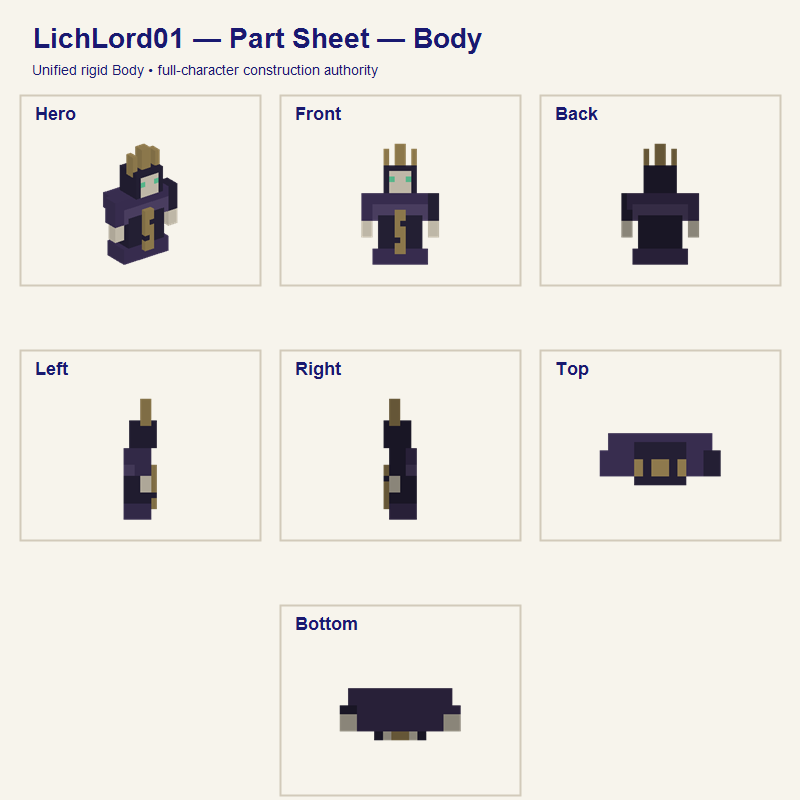 LichLord01 — Part Sheet — Body
Unified rigid Body • full-character construction authority
Hero
Front
Back
Left
Right
Top
Bottom